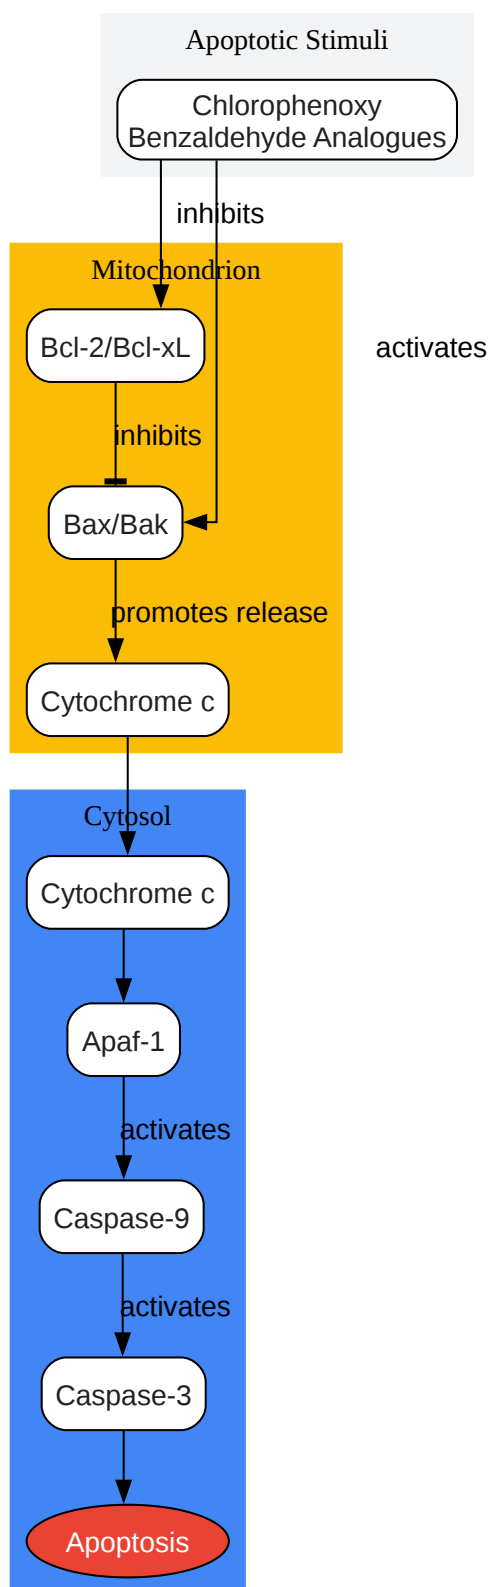 Apoptotic Stimuli
Chlorophenoxy
Benzaldehyde Analogues
inhibits
Mitochondrion
Bcl-2/Bcl-xL
activates
inhibits
Bax/Bak
promotes release
Cytochrome c
Cytosol
Cytochrome c
Apaf-1
activates
Caspase-9
activates
Caspase-3
Apoptosis